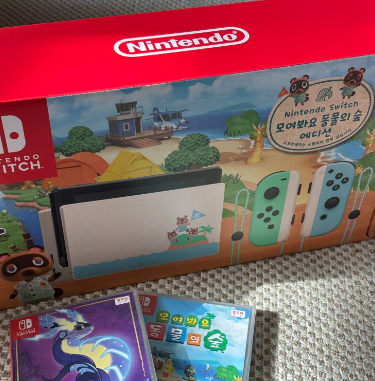 Nintendo
Nintendo Switch
모여봐요 동물의 숲
에디션
NINTENDO
SWITCH
모여봐요
동물의 숲